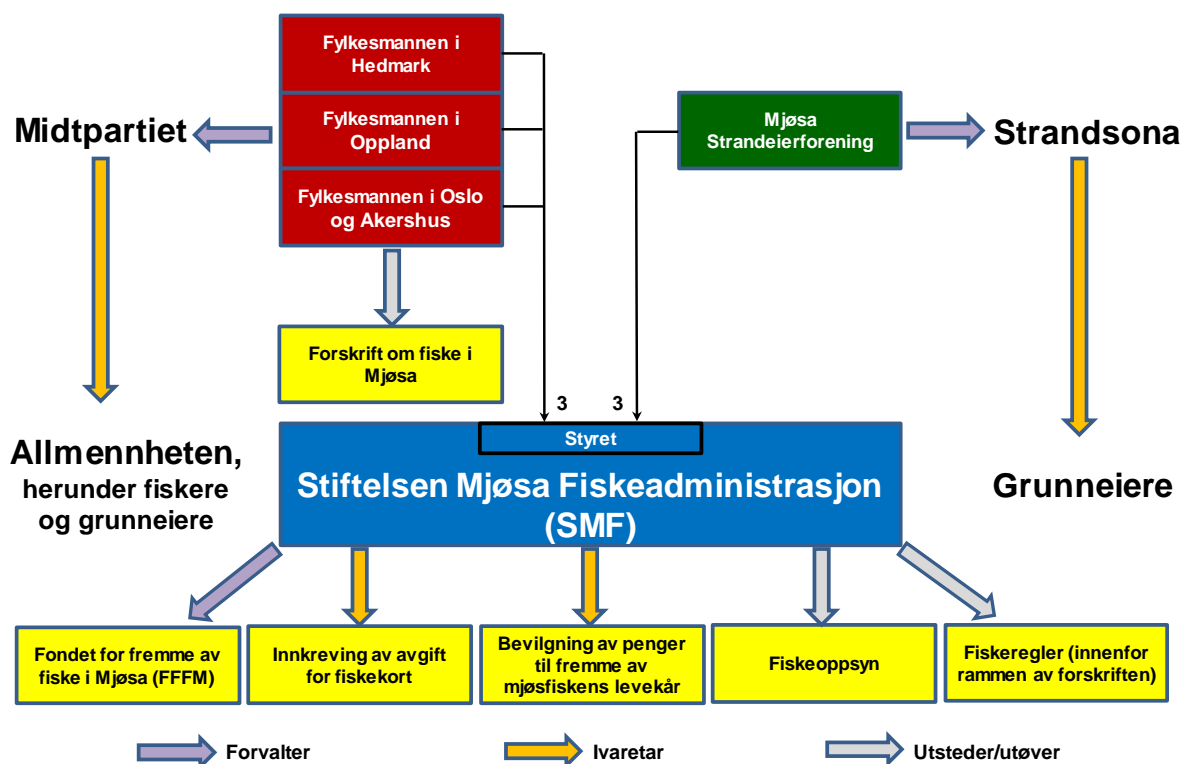 Fylkesmannen i
Hedmark
Midtpartiet
Fylkesmannen i
Oppland
Mjøsa
Strandeierforening
Strandsona
Fylkesmannen i Oslo
og Akershus
Forskrift om fiske i
Mjøsa
3
3
Styret
Allmennheten,
herunder fiskere
og grunneiere
Stiftelsen Mjøsa Fiskeadministrasjon
(SMF)
Grunneiere
Fondet for fremme av
fiske i Mjøsa (FFFM)
Innkreving av avgift
for fiskekort
Bevilgning av penger
til fremme av
mjøsfiskens levekår
Fiskeoppsyn
Fiskeregler (innenfor
rammen av forskriften)
Forvalter
Ivaretar
Utsteder/utøver